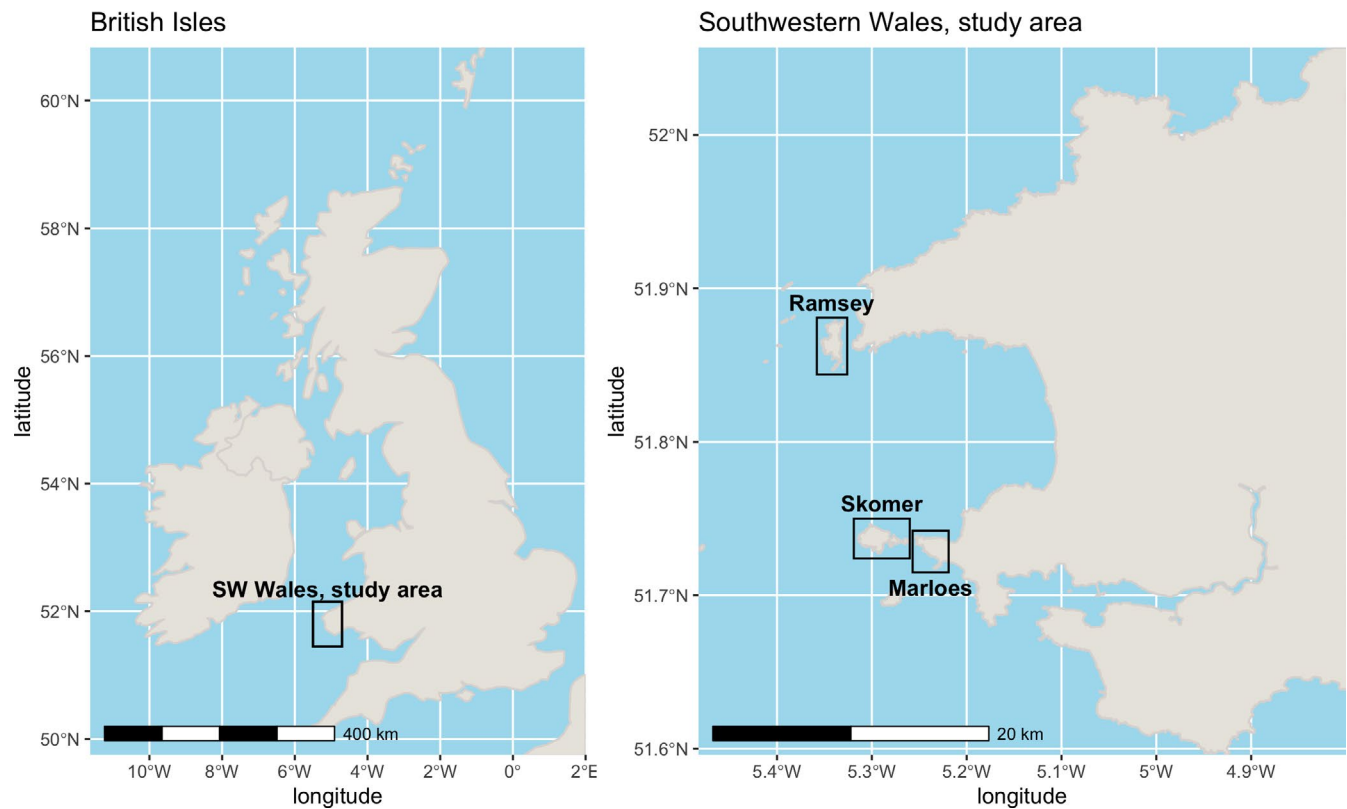 British Isles
60°N
58°N
56°N
54°N
52°N
50°N
latitude
SW Wales, study area
400 km
10°W 8°W 6°W 4°W 2°W 0° 2°E
longitude
Southwestern Wales, study area
52°N
51.9°N
51.8°N
51.7°N
51.6°N
latitude
Ramsey
Skomer
Marloes
20 km
5.4°W 5.3°W 5.2°W 5.1°W 5°W 4.9°W
longitude